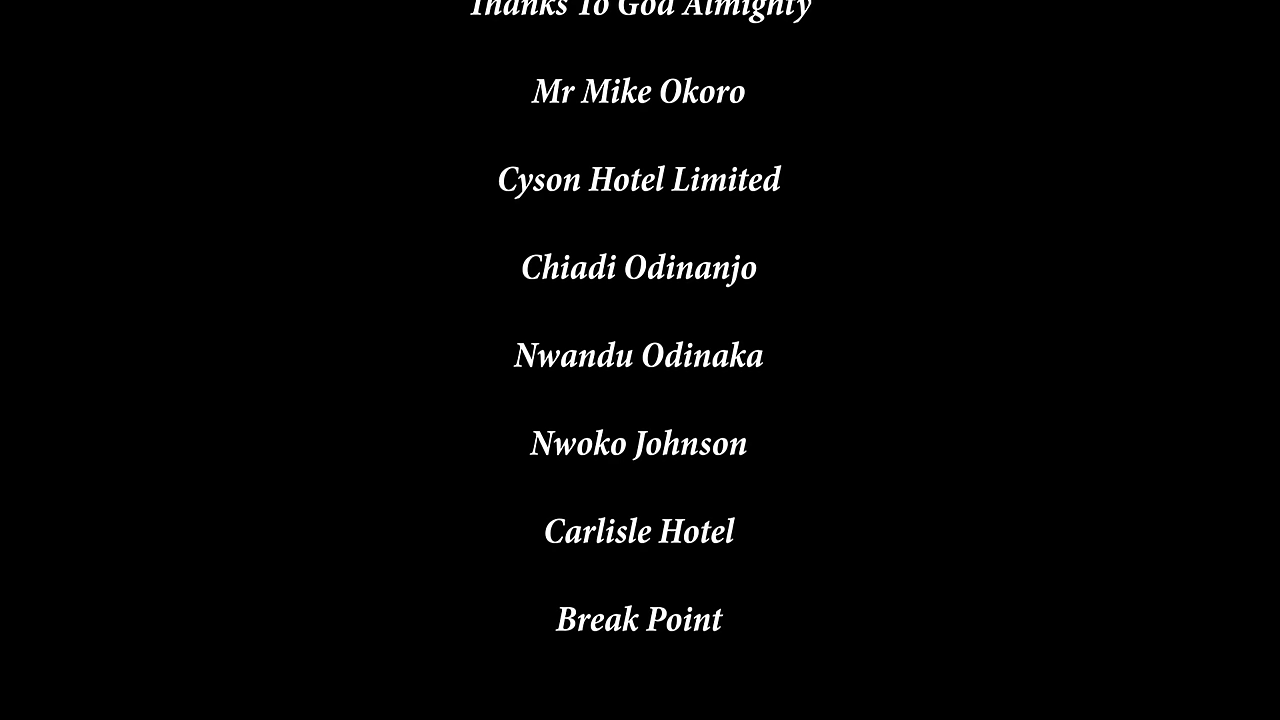 Thanks To God Almighty
Mr Mike Okoro
Cyson Hotel Limited
Chiadi Odinanjo
Nwandu Odinaka
Nwoko Johnson
Carlisle Hotel
Break Point